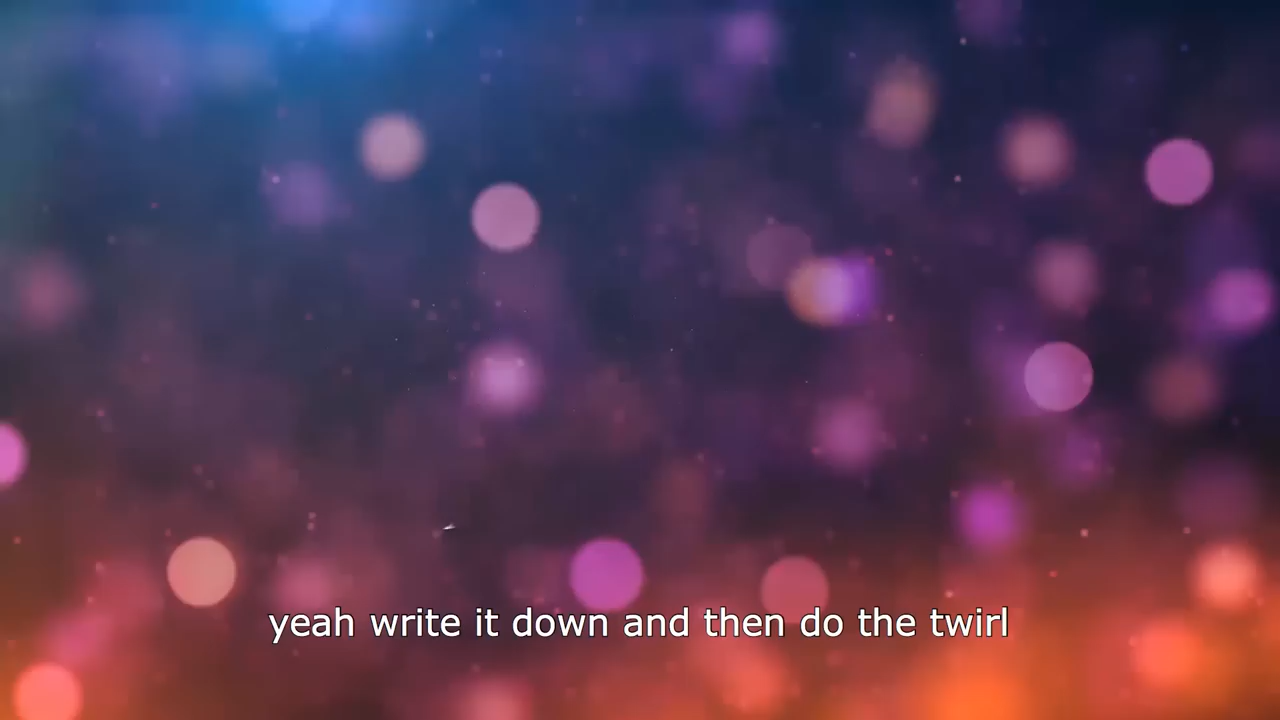 yeah write it down and then do the twirl